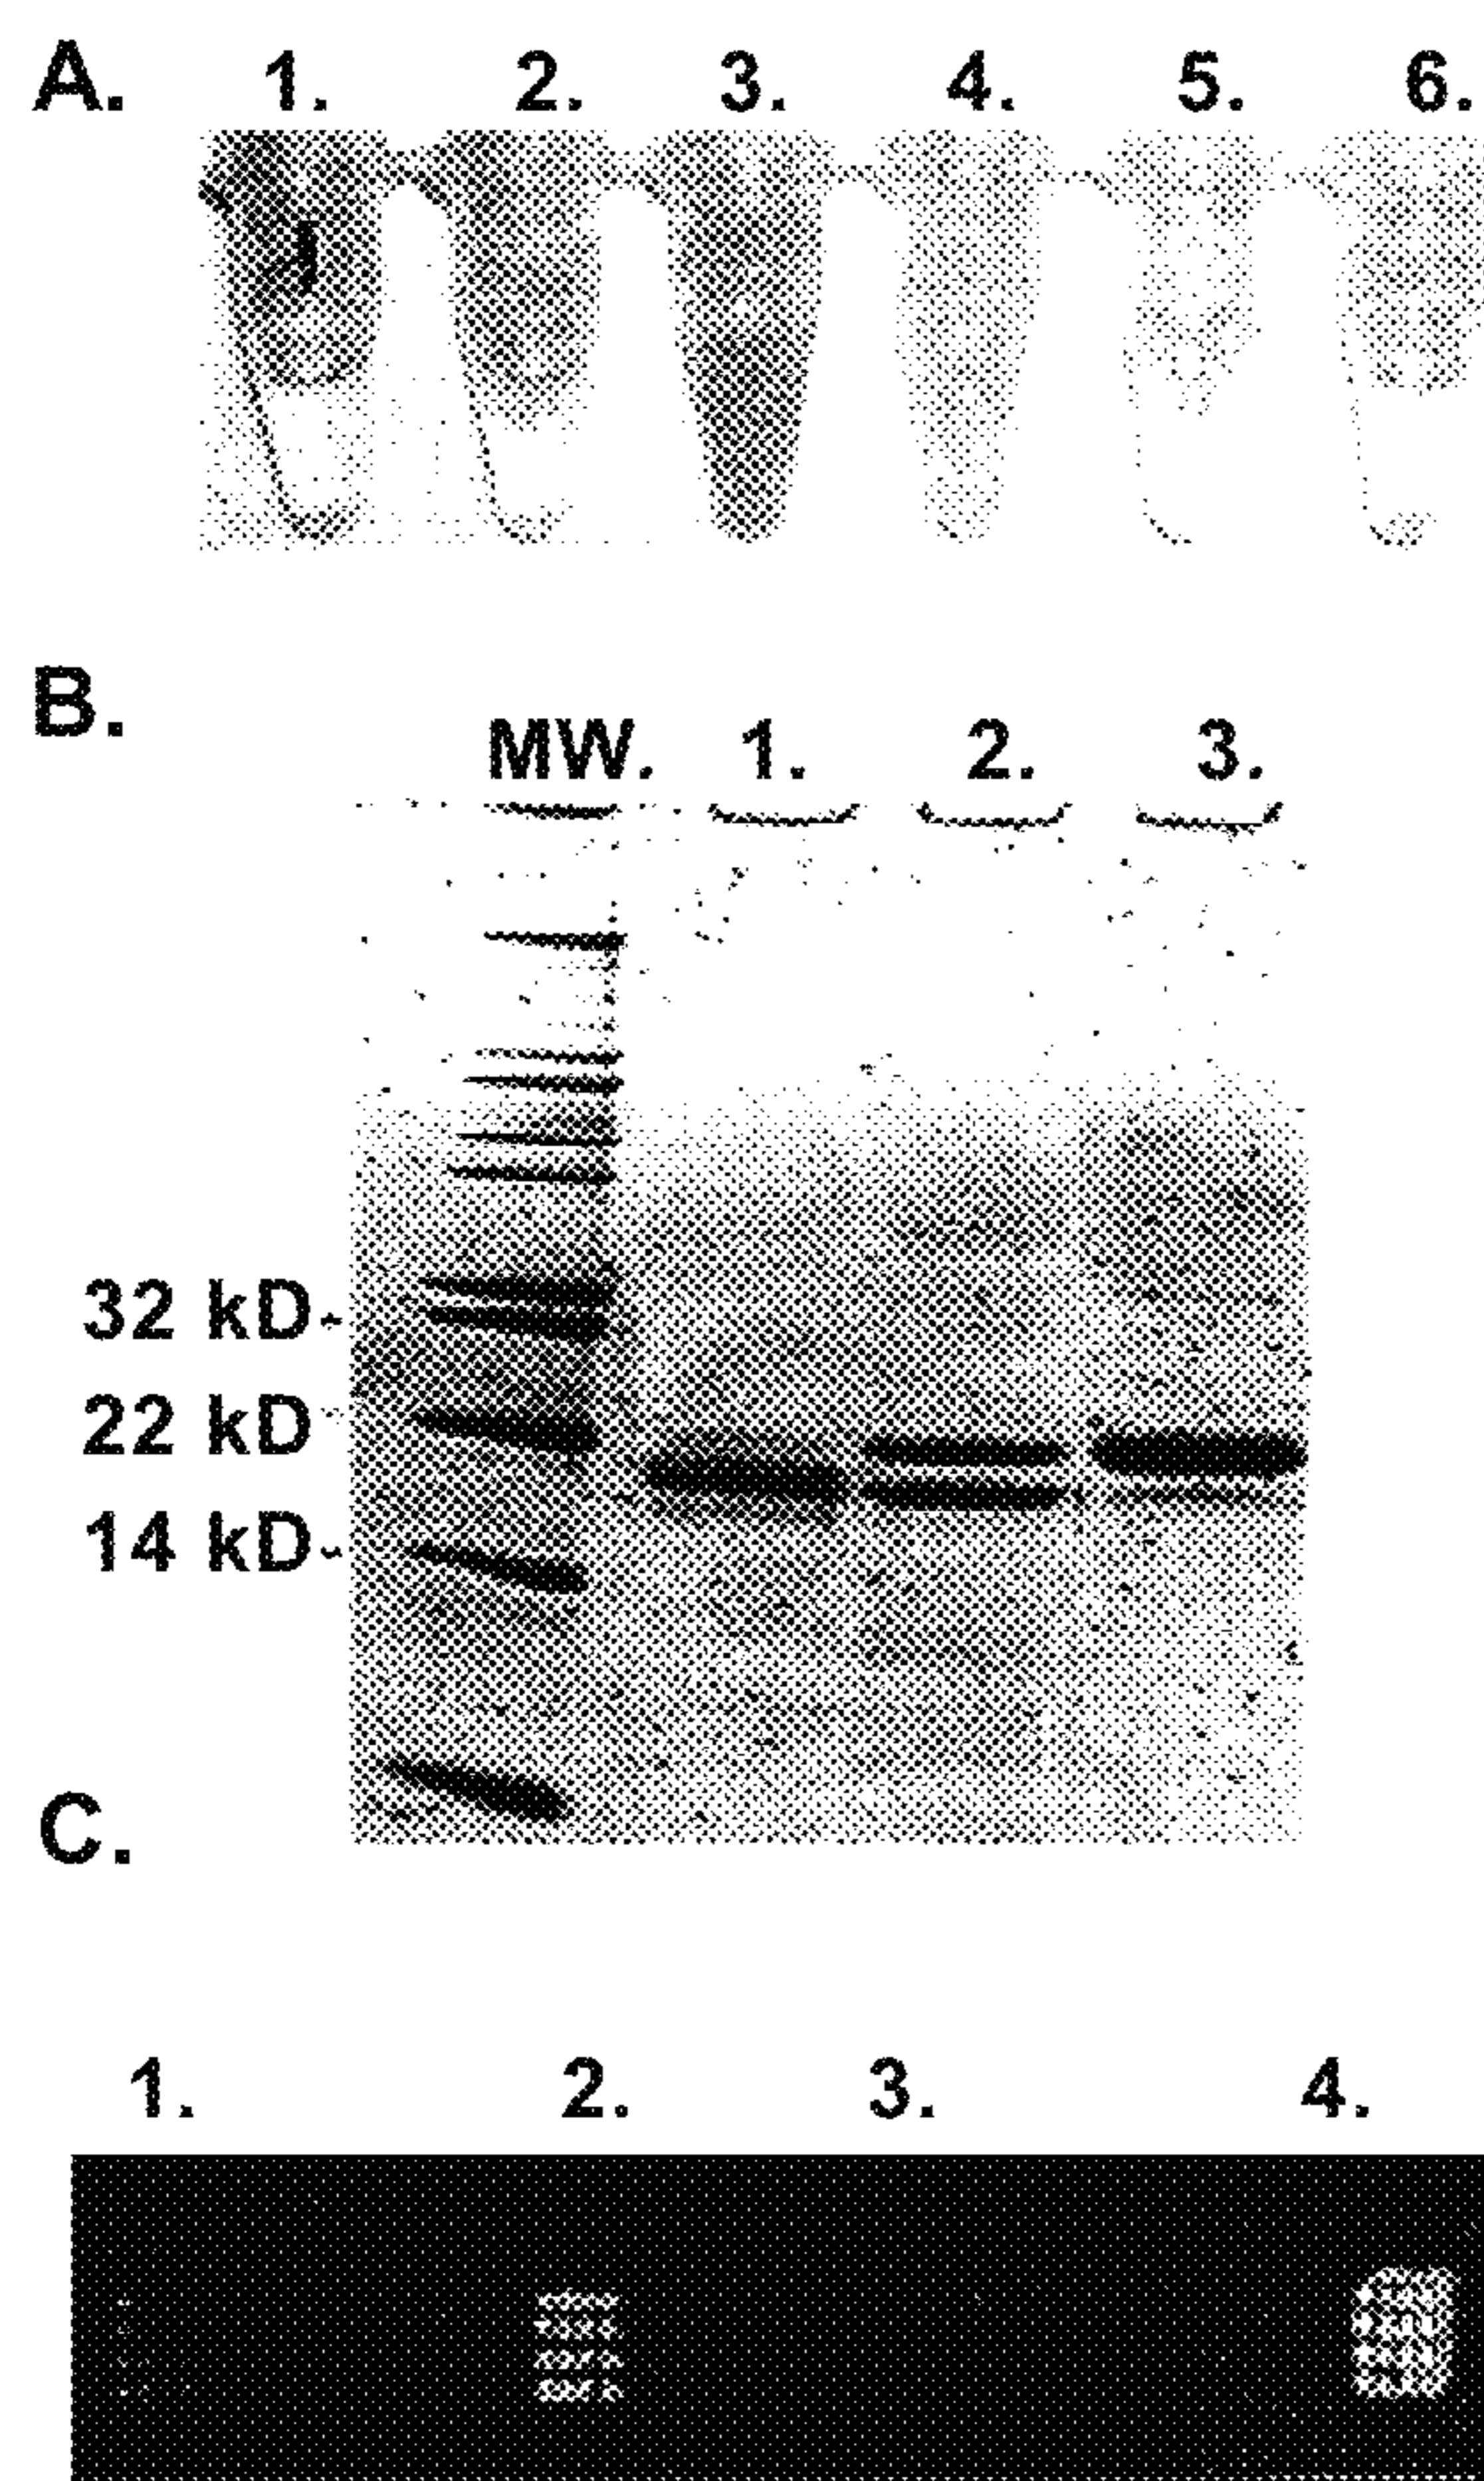 A. 1. 2. 3. 4. 5. 6.
B.
MW. 1. 2. 3.
32 kD
22 kD
14 kD
C.
1. 2. 3. 4.